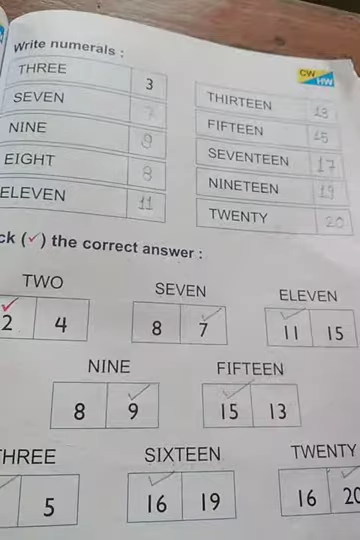 Write numerals :
CW
HW
THREE 3
SEVEN 7
NINE 9
EIGHT 8
ELEVEN 11
THIRTEEN 13
FIFTEEN 15
SEVENTEEN 17
NINETEEN 19
TWENTY 20
ck (✓) the correct answer :
TWO
2 4
SEVEN
8 7
ELEVEN
11 15
NINE
8 9
FIFTEEN
15 13
THREE
5
SIXTEEN
16 19
TWENTY
16 20